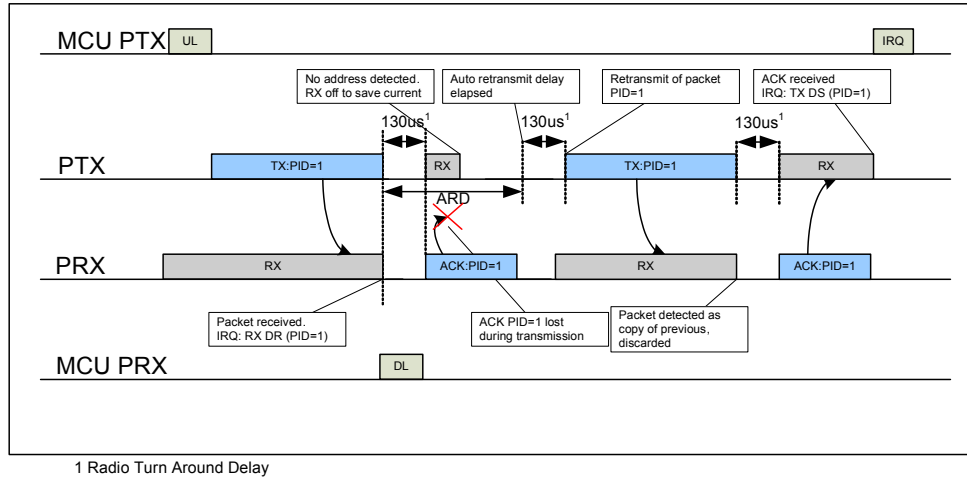 MCU PTX
UL
IRQ
No address detected.
RX off to save current
Auto retransmit delay
elapsed
Retransmit of packet
PID=1
ACK received
IRQ: TX DS (PID=1)
130us1
130us1
130us1
PTX
TX:PID=1
RX
TX:PID=1
RX
ARD
PRX
RX
ACK:PID=1
RX
ACK:PID=1
Packet received.
IRQ: RX DR (PID=1)
ACK PID=1 lost
during transmission
Packet detected as
copy of previous,
discarded
MCU PRX
DL
1 Radio Turn Around Delay